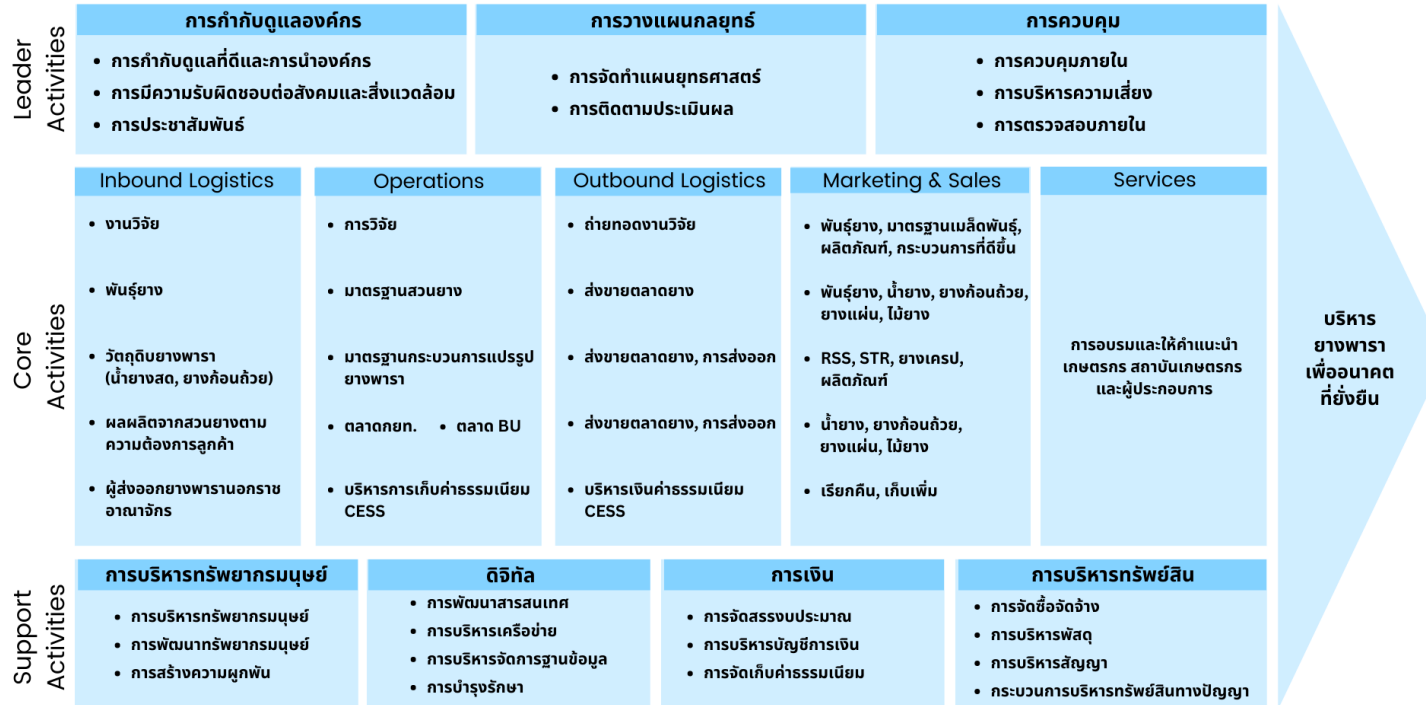 Leader
Activities
การกำกับดูแลองค์กร
• การกำกับดูแลที่ดีและการนำองค์กร
• การมีความรับผิดชอบต่อสังคมและสิ่งแวดล้อม
• การประชาสัมพันธ์
การวางแผนกลยุทธ์
• การจัดทำแผนยุทธศาสตร์
• การติดตามประเมินผล
การควบคุม
• การควบคุมภายใน
• การบริหารความเสี่ยง
• การตรวจสอบภายใน
Core
Activities
Inbound Logistics
• งานวิจัย
• พันธุ์ยาง
• วัตถุดิบยางพารา
(น้ำยางสด, ยางก้อนถ้วย)
• ผลผลิตจากสวนยางตาม
ความต้องการลูกค้า
• ผู้ส่งออกยางพารานอกราช
อาณาจักร
Operations
• การวิจัย
• มาตรฐานสวนยาง
• มาตรฐานกระบวนการแปรรูป
ยางพารา
• ตลาดกยท. • ตลาด BU
• บริหารการเก็บค่าธรรมเนียม
CESS
Outbound Logistics
• ถ่ายทอดงานวิจัย
• ส่งขายตลาดยาง
• ส่งขายตลาดยาง, การส่งออก
• ส่งขายตลาดยาง, การส่งออก
• บริหารเงินค่าธรรมเนียม
CESS
Marketing & Sales
• พันธุ์ยาง, มาตรฐานเมล็ดพันธุ์,
ผลิตภัณฑ์, กระบวนการที่ดีขึ้น
• พันธุ์ยาง, น้ำยาง, ยางก้อนถ้วย,
ยางแผ่น, ไม้ยาง
• RSS, STR, ยางเครป,
ผลิตภัณฑ์
• น้ำยาง, ยางก้อนถ้วย,
ยางแผ่น, ไม้ยาง
• เรียกคืน, เก็บเพิ่ม
Services
การอบรมและให้คำแนะนำ
เกษตรกร สถาบันเกษตรกร
และผู้ประกอบการ
Support
Activities
การบริหารทรัพยากรมนุษย์
• การบริหารทรัพยากรมนุษย์
• การพัฒนาทรัพยากรมนุษย์
• การสร้างความผูกพัน
ดิจิทัล
• การพัฒนาสารสนเทศ
• การบริหารเครือข่าย
• การบริหารจัดการฐานข้อมูล
• การบำรุงรักษา
การเงิน
• การจัดสรรงบประมาณ
• การบริหารบัญชีการเงิน
• การจัดเก็บค่าธรรมเนียม
การบริหารทรัพย์สิน
• การจัดซื้อจัดจ้าง
• การบริหารพัสดุ
• การบริหารสัญญา
• กระบวนการบริหารทรัพย์สินทางปัญญา
บริหาร
ยางพารา
เพื่ออนาคต
ที่ยั่งยืน